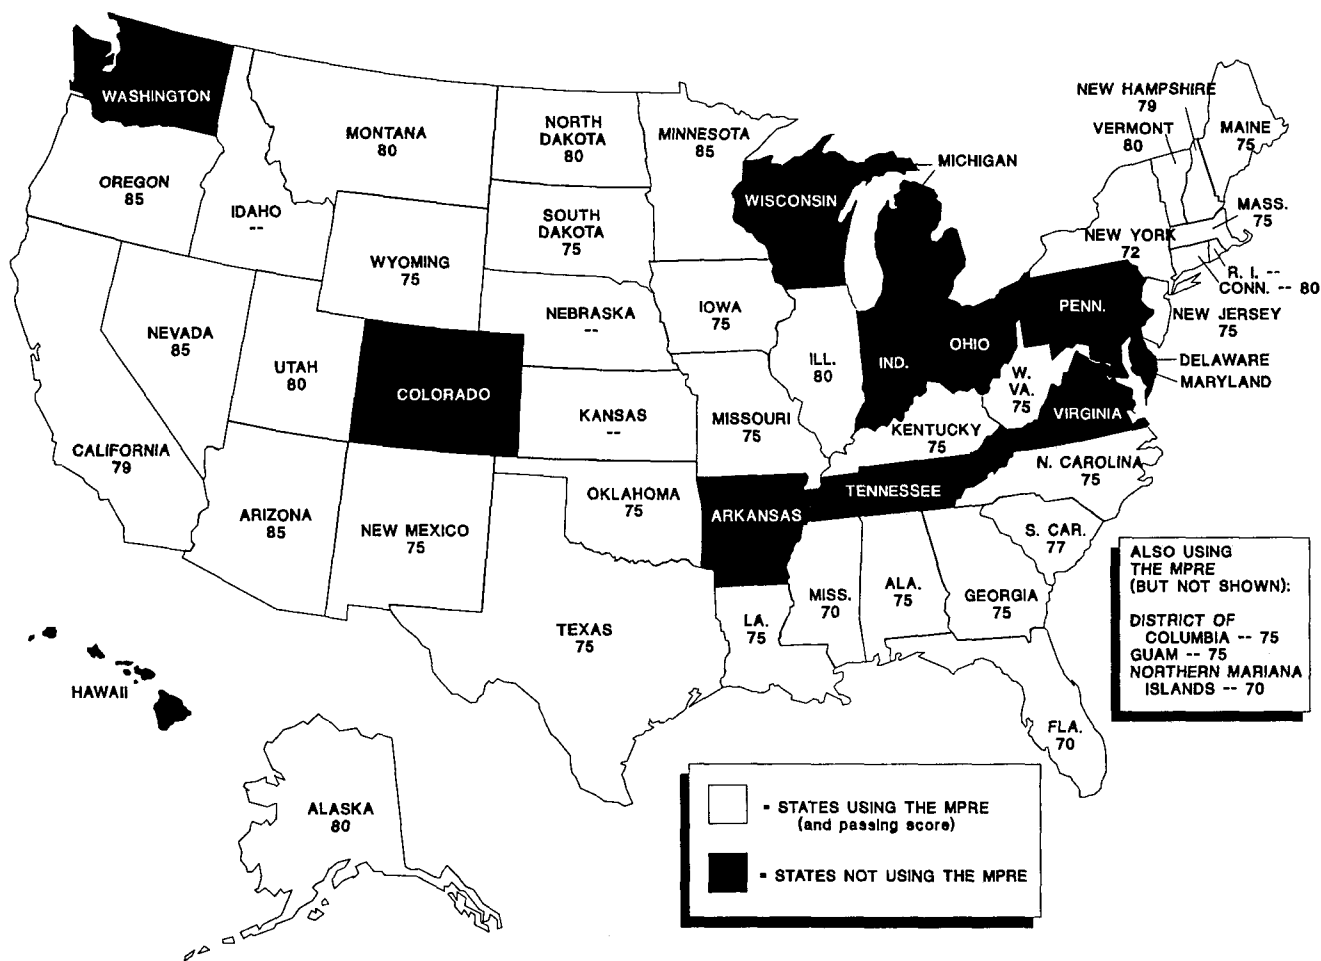 WASHINGTON
MONTANA
80
NORTH
DAKOTA
80
MINNESOTA
85
NEW HAMPSHIRE
79
VERMONT
80
MAINE
75
OREGON
85
IDAHO
--
WYOMING
75
SOUTH
DAKOTA
75
WISCONSIN
MICHIGAN
MASS.
75
NEW YORK
72
R. I. --
CONN. -- 80
NEVADA
85
UTAH
80
COLORADO
NEBRASKA
--
IOWA
75
ILL.
80
IND.
OHIO
PENN.
NEW JERSEY
75
DELAWARE
MARYLAND
CALIFORNIA
79
KANSAS
--
MISSOURI
75
KENTUCKY
75
W.
VA.
75
VIRGINIA
ARIZONA
85
NEW MEXICO
75
OKLAHOMA
75
ARKANSAS
TENNESSEE
N. CAROLINA
75
S. CAR.
77
TEXAS
75
LA.
75
MISS.
70
ALA.
75
GEORGIA
75
FLA.
70
HAWAII
ALASKA
80
ALSO USING
THE MPRE
(BUT NOT SHOWN):
DISTRICT OF
COLUMBIA -- 75
GUAM -- 75
NORTHERN MARIANA
ISLANDS -- 70
= STATES USING THE MPRE
(and passing score)
= STATES NOT USING THE MPRE